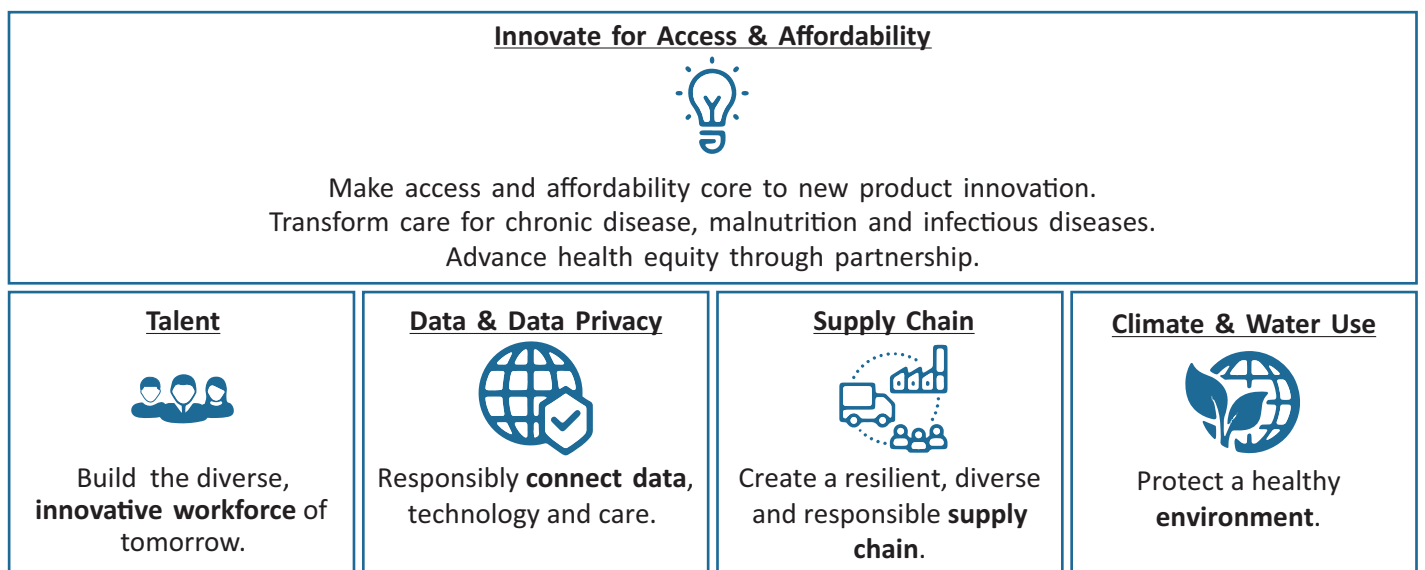 Innovate for Access & Affordability
Make access and affordability core to new product innovation.
Transform care for chronic disease, malnutrition and infectious diseases.
Advance health equity through partnership.
Talent
Build the diverse,
innovative workforce of
tomorrow.
Data & Data Privacy
Responsibly connect data,
technology and care.
Supply Chain
Create a resilient, diverse
and responsible supply
chain.
Climate & Water Use
Protect a healthy
environment.